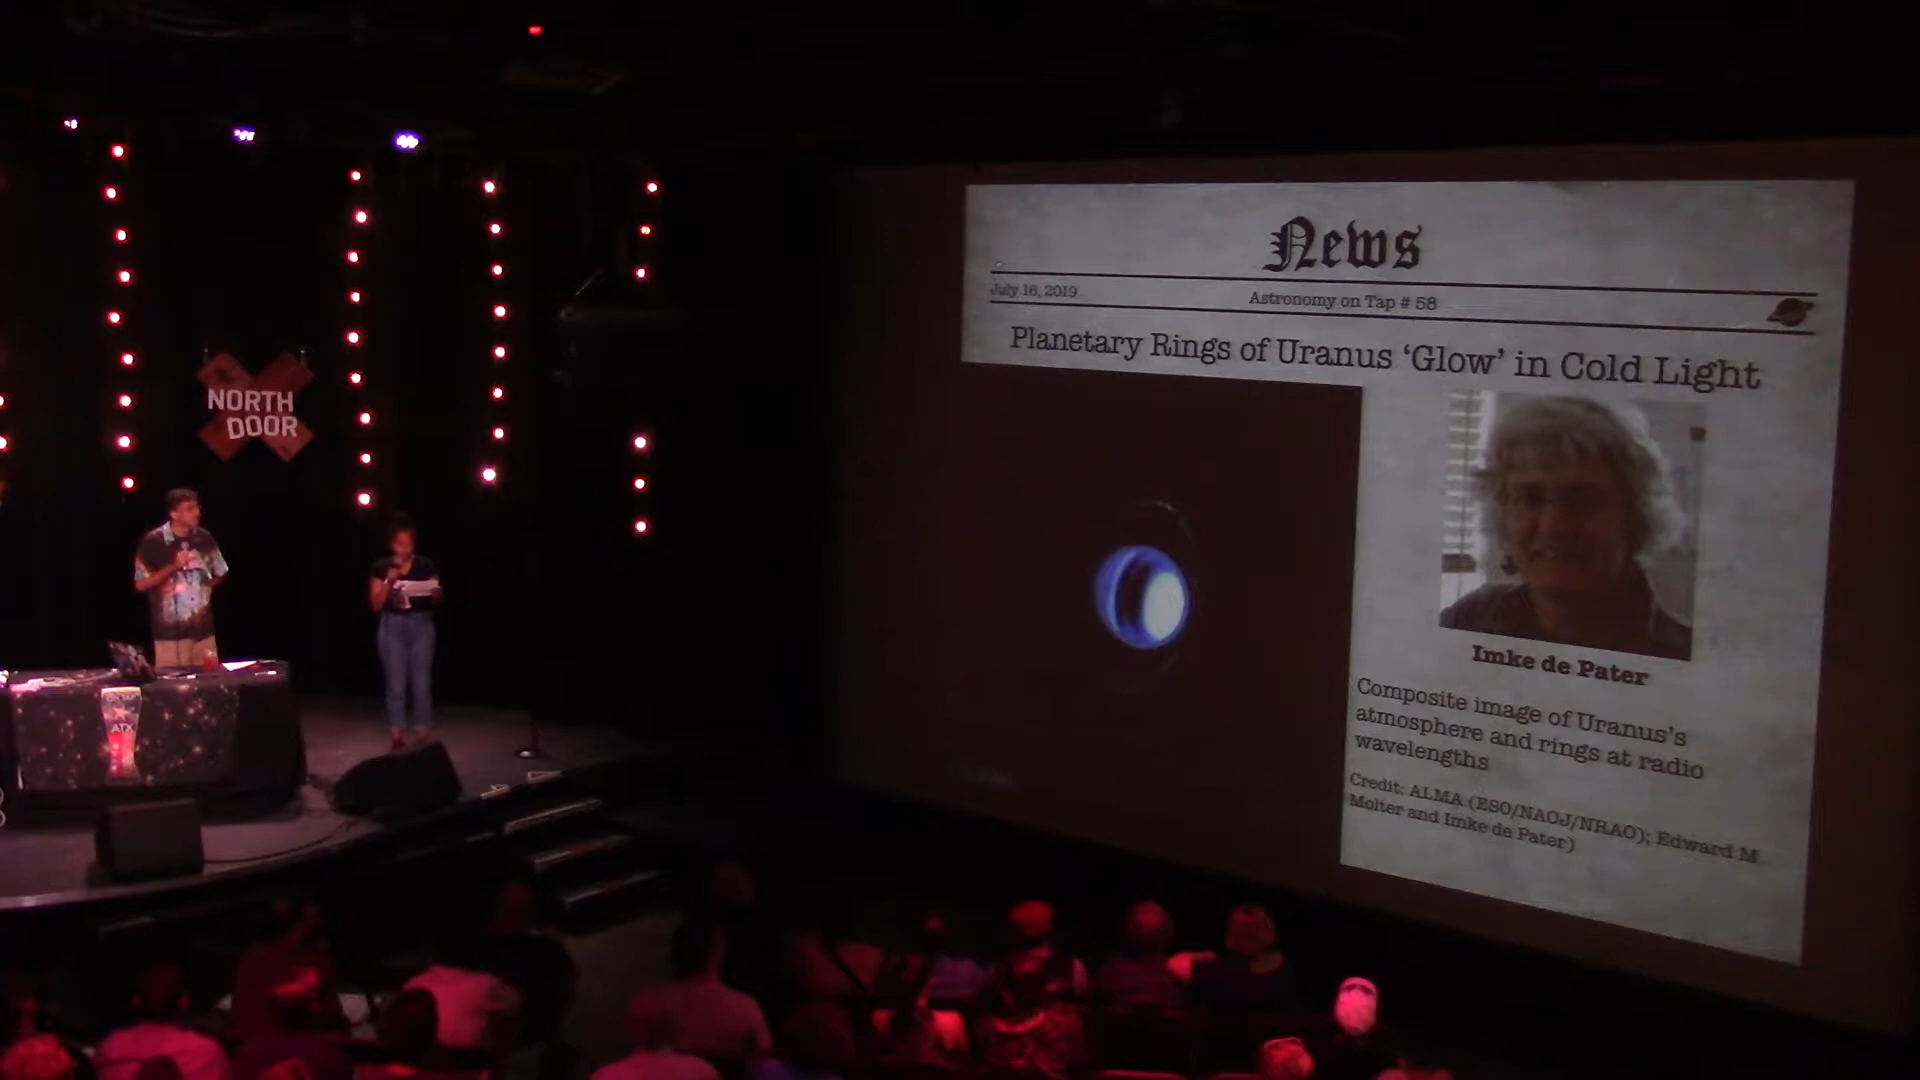 NORTH
DOOR
ATX
News
July 16, 2019
Astronomy on Tap # 58
Planetary Rings of Uranus ‘Glow’ in Cold Light
Imke de Pater
Composite image of Uranus’s
atmosphere and rings at radio
wavelengths
Credit: ALMA (ESO/NAOJ/NRAO); Edward M.
Molter and Imke de Pater)